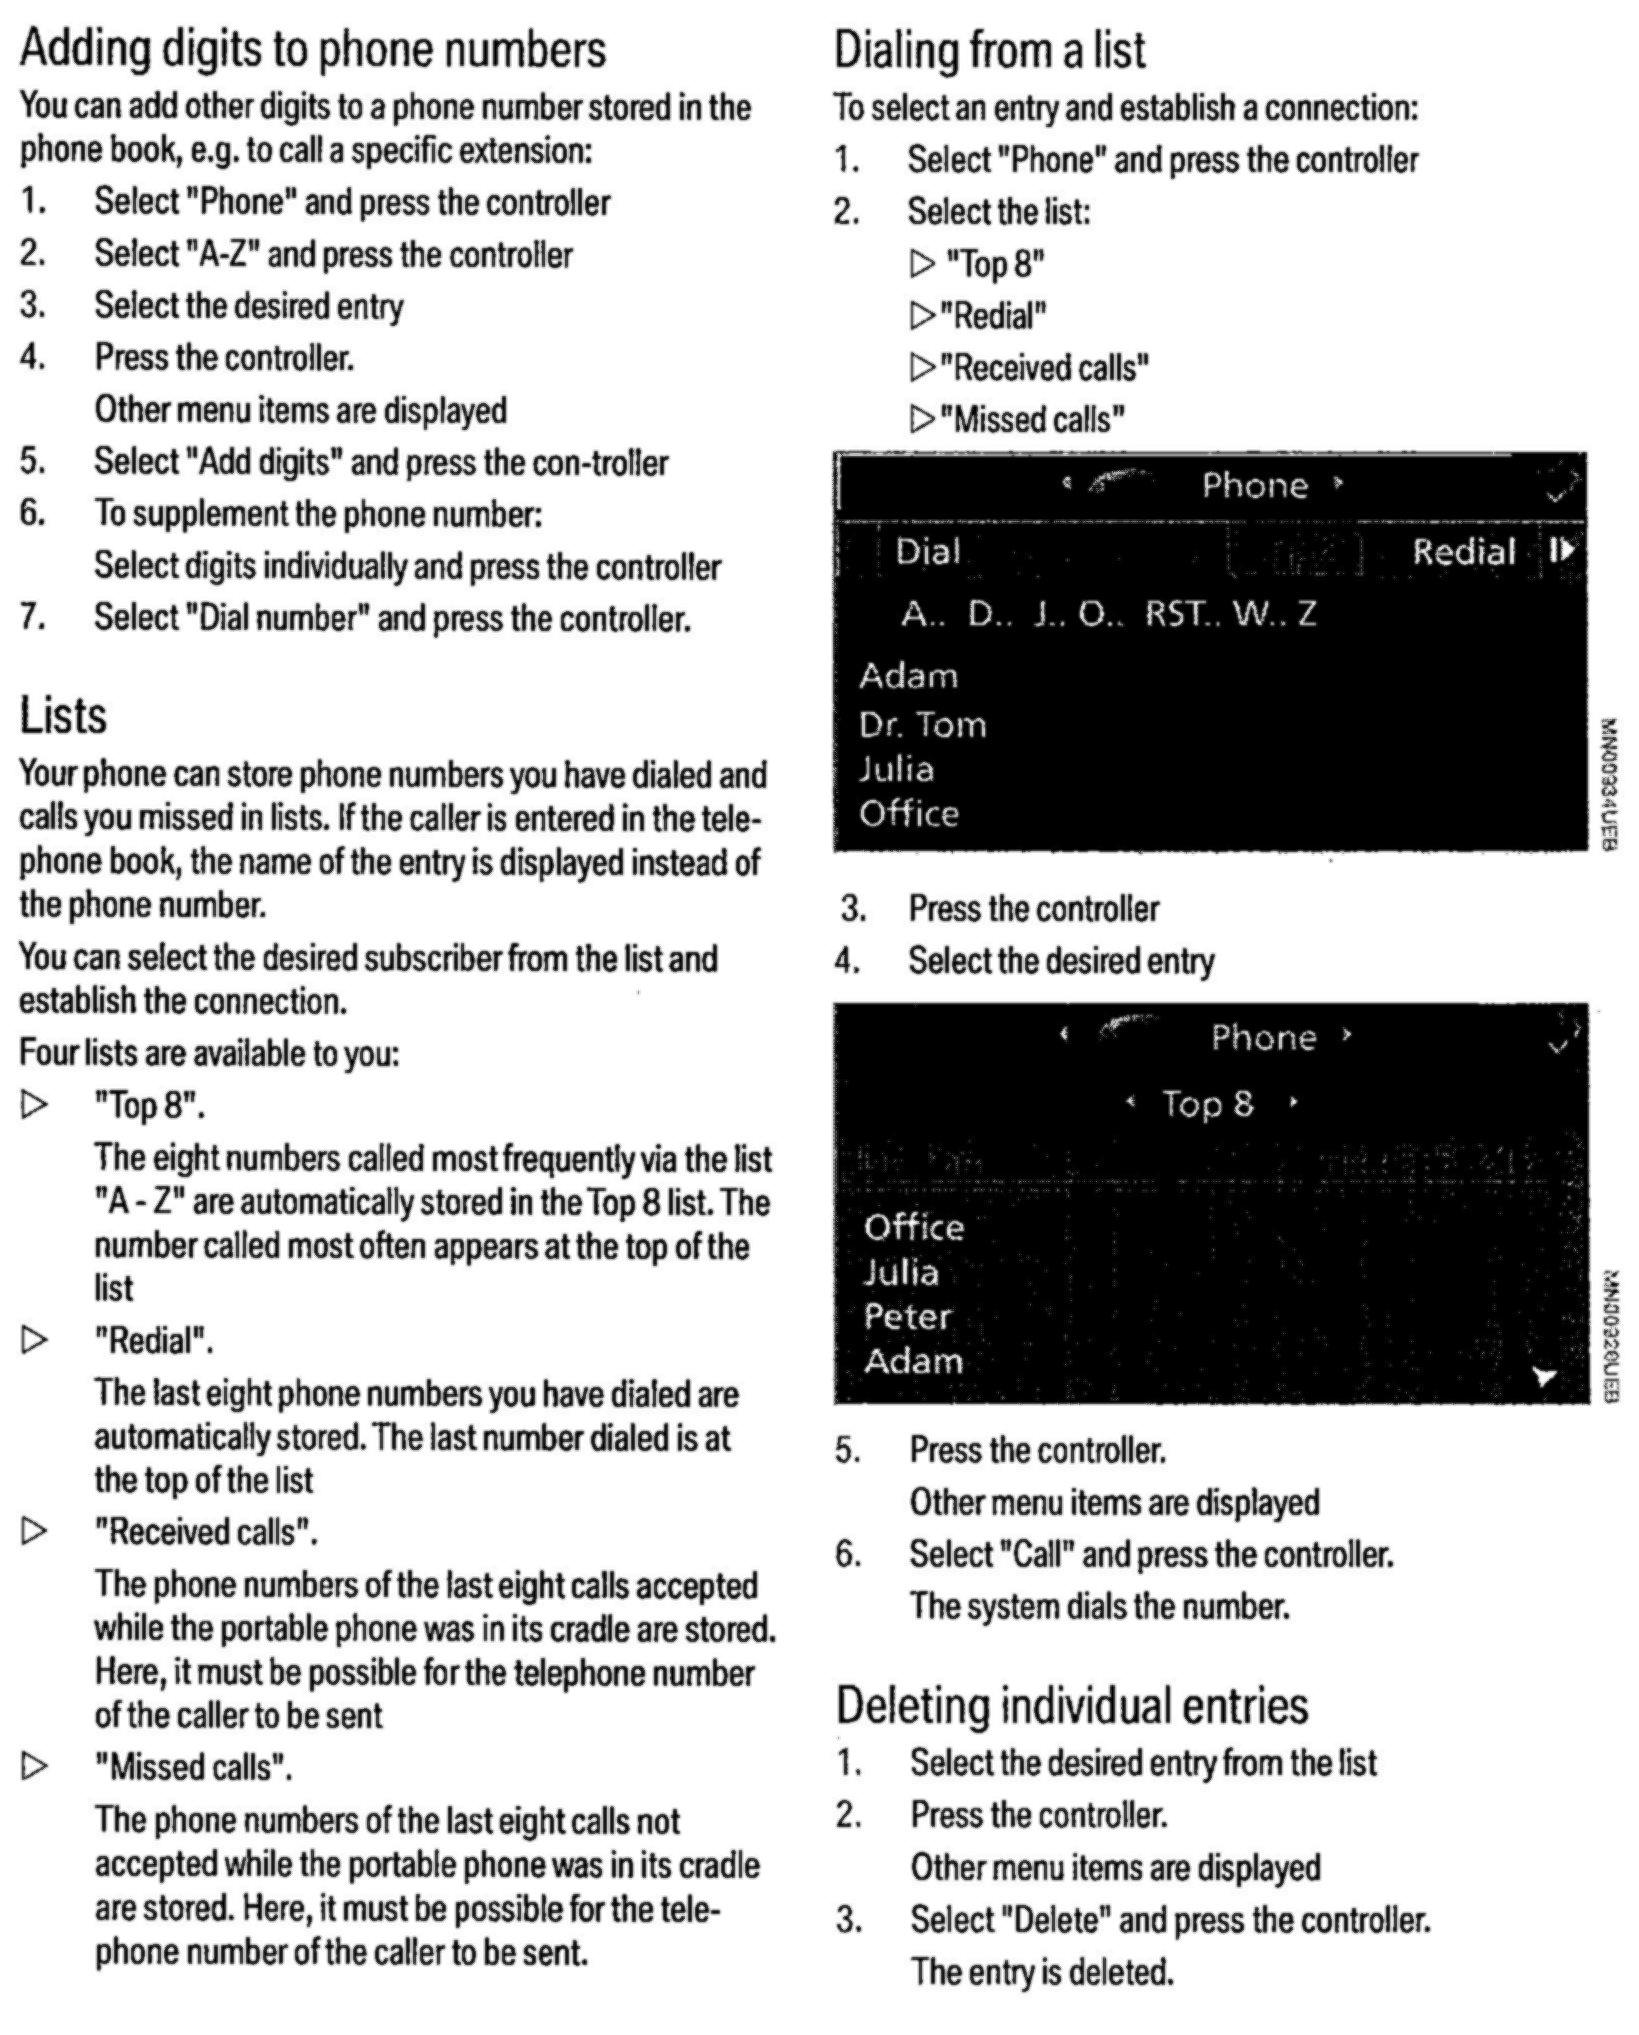 Adding digits to phone numbers
You can add other digits to a phone number stored in the
phone book, e.g. to call a specific extension:
1. Select "Phone" and press the controller
2. Select "A-Z" and press the controller
3. Select the desired entry
4. Press the controller.
Other menu items are displayed
5. Select "Add digits" and press the con-troller
6. To supplement the phone number:
Select digits individually and press the controller
7. Select "Dial number" and press the controller.
Lists
Your phone can store phone numbers you have dialed and
calls you missed in lists. If the caller is entered in the tele-
phone book, the name of the entry is displayed instead of
the phone number.
You can select the desired subscriber from the list and
establish the connection.
Four lists are available to you:
▷ "Top 8".
The eight numbers called most frequently via the list
"A - Z" are automatically stored in the Top 8 list. The
number called most often appears at the top of the
list
▷ "Redial".
The last eight phone numbers you have dialed are
automatically stored. The last number dialed is at
the top of the list
▷ "Received calls".
The phone numbers of the last eight calls accepted
while the portable phone was in its cradle are stored.
Here, it must be possible for the telephone number
of the caller to be sent
▷ "Missed calls".
The phone numbers of the last eight calls not
accepted while the portable phone was in its cradle
are stored. Here, it must be possible for the tele-
phone number of the caller to be sent.
Dialing from a list
To select an entry and establish a connection:
1. Select "Phone" and press the controller
2. Select the list:
▷ "Top 8"
▷ "Redial"
▷ "Received calls"
▷ "Missed calls"
Phone
Dial Redial
A.. D.. J.. O.. RST.. W.. Z
Adam
Dr. Tom
Julia
Office
MN00934UEB
3. Press the controller
4. Select the desired entry
Phone
Top 8
Office
Julia
Peter
Adam
MN00920UEB
5. Press the controller.
Other menu items are displayed
6. Select "Call" and press the controller.
The system dials the number.
Deleting individual entries
1. Select the desired entry from the list
2. Press the controller.
Other menu items are displayed
3. Select "Delete" and press the controller.
The entry is deleted.